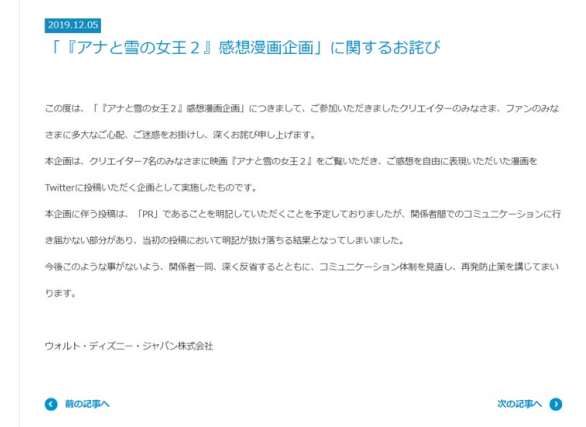 2019.12.05
「『アナと雪の女王２』感想漫画企画」に関するお詫び
この度は、「『アナと雪の女王２』感想漫画企画」につきまして、ご参加いただきましたクリエイターのみなさま、ファンのみな
さまに多大なご心配、ご迷惑をお掛けし、深くお詫び申し上げます。
本企画は、クリエイター7名のみなさまに映画『アナと雪の女王２』をご覧いただき、ご感想を自由に表現いただいた漫画を
Twitterに投稿いただく企画として実施したものです。
本企画に伴う投稿は、「PR」であることを明記していただくことを予定しておりましたが、関係者間でのコミュニケーションに行
き届かない部分があり、当初の投稿において明記が抜け落ちる結果となってしまいました。
今後このような事がないよう、関係者一同、深く反省するとともに、コミュニケーション体制を見直し、再発防止策を講じてまい
ります。
ウォルト・ディズニー・ジャパン株式会社
前の記事へ
次の記事へ